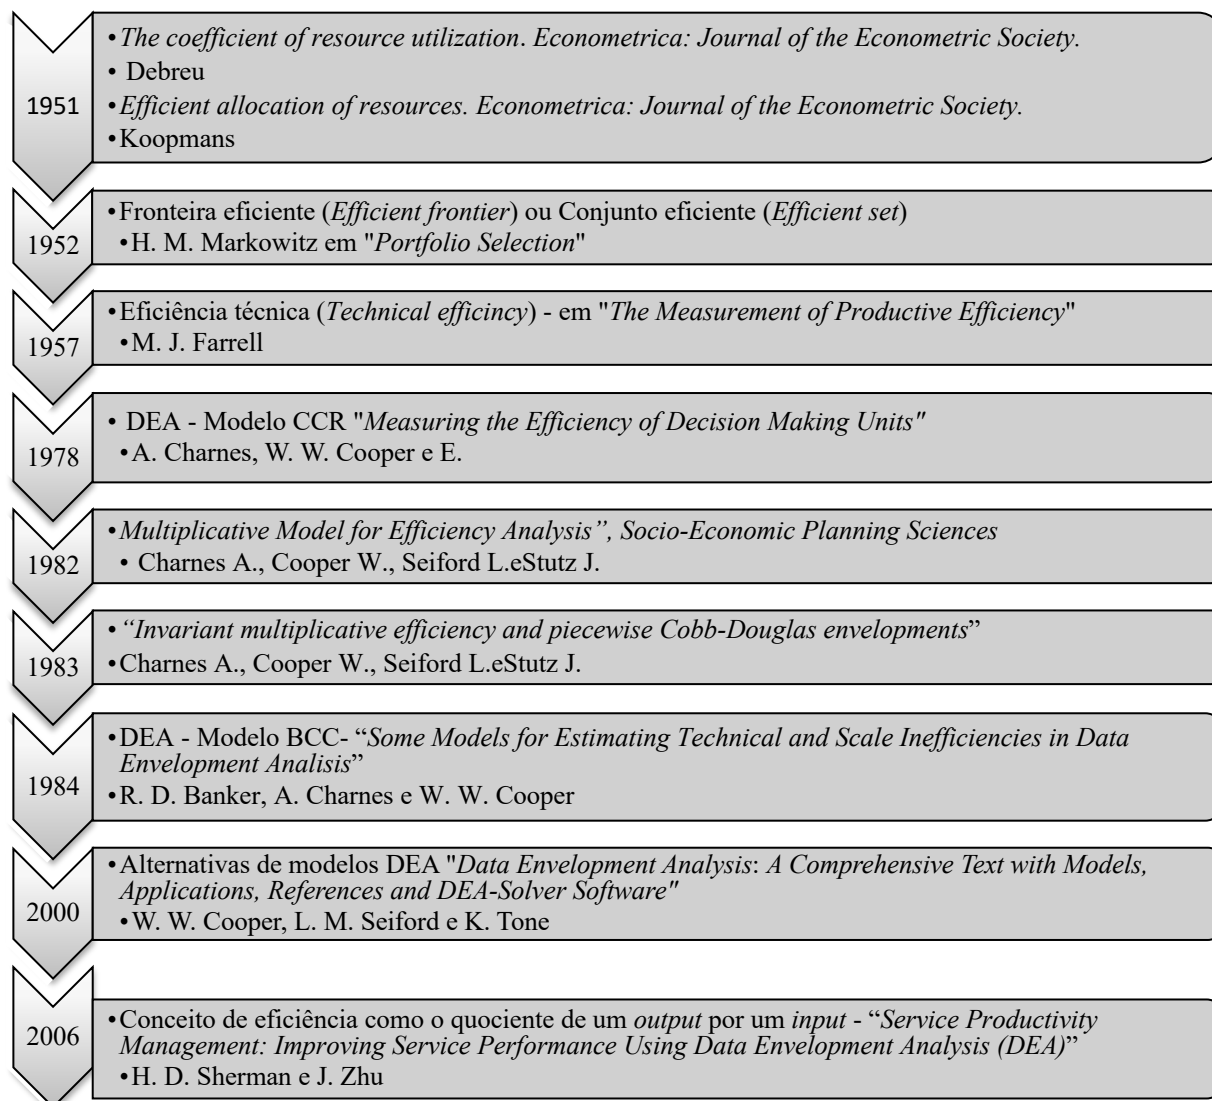 1951
•The coefficient of resource utilization. Econometrica: Journal of the Econometric Society.
• Debreu
•Efficient allocation of resources. Econometrica: Journal of the Econometric Society.
•Koopmans
1952
•Fronteira eficiente (Efficient frontier) ou Conjunto eficiente (Efficient set)
•H. M. Markowitz em "Portfolio Selection"
1957
•Eficiência técnica (Technical efficincy) - em "The Measurement of Productive Efficiency"
•M. J. Farrell
1978
• DEA - Modelo CCR "Measuring the Efficiency of Decision Making Units"
•A. Charnes, W. W. Cooper e E.
1982
•Multiplicative Model for Efficiency Analysis”, Socio-Economic Planning Sciences
• Charnes A., Cooper W., Seiford L.eStutz J.
1983
•“Invariant multiplicative efficiency and piecewise Cobb-Douglas envelopments”
•Charnes A., Cooper W., Seiford L.eStutz J.
1984
•DEA - Modelo BCC- “Some Models for Estimating Technical and Scale Inefficiencies in Data
Envelopment Analisis”
•R. D. Banker, A. Charnes e W. W. Cooper
2000
•Alternativas de modelos DEA "Data Envelopment Analysis: A Comprehensive Text with Models,
Applications, References and DEA-Solver Software"
•W. W. Cooper, L. M. Seiford e K. Tone
2006
•Conceito de eficiência como o quociente de um output por um input - “Service Productivity
Management: Improving Service Performance Using Data Envelopment Analysis (DEA)”
•H. D. Sherman e J. Zhu